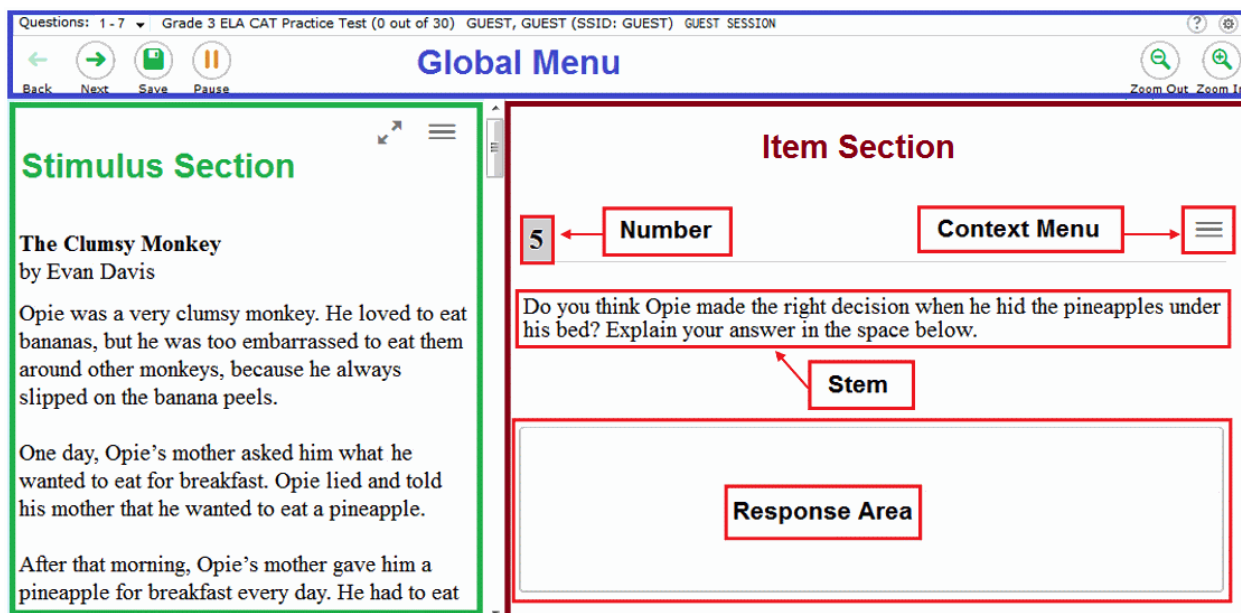 Questions: 1 - 7 Grade 3 ELA CAT Practice Test (0 out of 30) GUEST, GUEST (SSID: GUEST) GUEST SESSION
Back Next Save Pause
Global Menu
Zoom Out Zoom In
Stimulus Section
The Clumsy Monkey
by Evan Davis
Opie was a very clumsy monkey. He loved to eat
bananas, but he was too embarrassed to eat them
around other monkeys, because he always
slipped on the banana peels.
One day, Opie’s mother asked him what he
wanted to eat for breakfast. Opie lied and told
his mother that he wanted to eat a pineapple.
After that morning, Opie’s mother gave him a
pineapple for breakfast every day. He had to eat
Item Section
5
Number
Context Menu
Do you think Opie made the right decision when he hid the pineapples under
his bed? Explain your answer in the space below.
Stem
Response Area